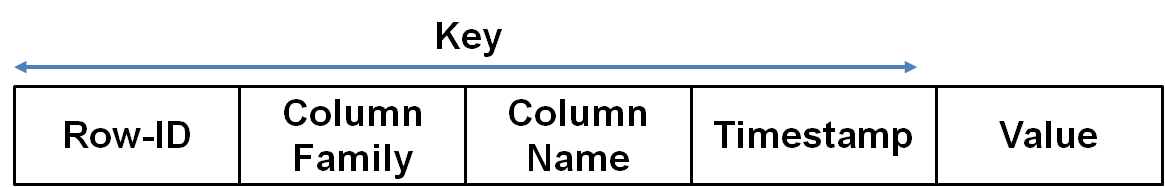 Key
Row-ID
Column
Family
Column
Name
Timestamp
Value